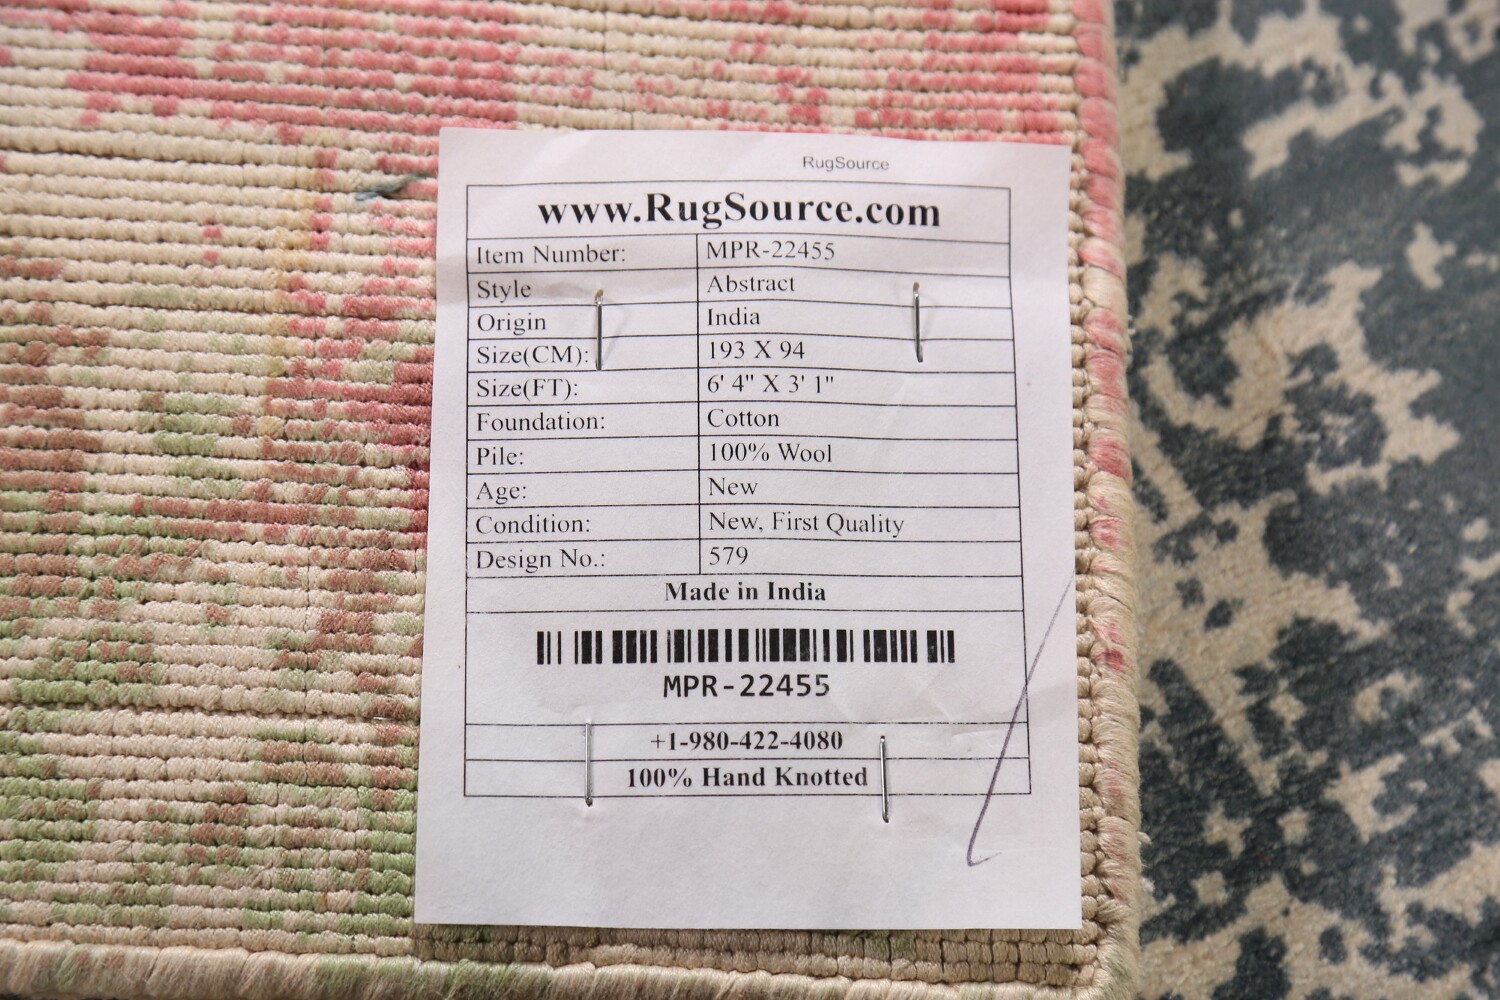 RugSource
www.RugSource.com
Item Number: MPR-22455
Style Abstract
Origin India
Size(CM): 193 X 94
Size(FT): 6' 4" X 3' 1"
Foundation: Cotton
Pile: 100% Wool
Age: New
Condition: New, First Quality
Design No.: 579
Made in India
MPR-22455
+1-980-422-4080
100% Hand Knotted